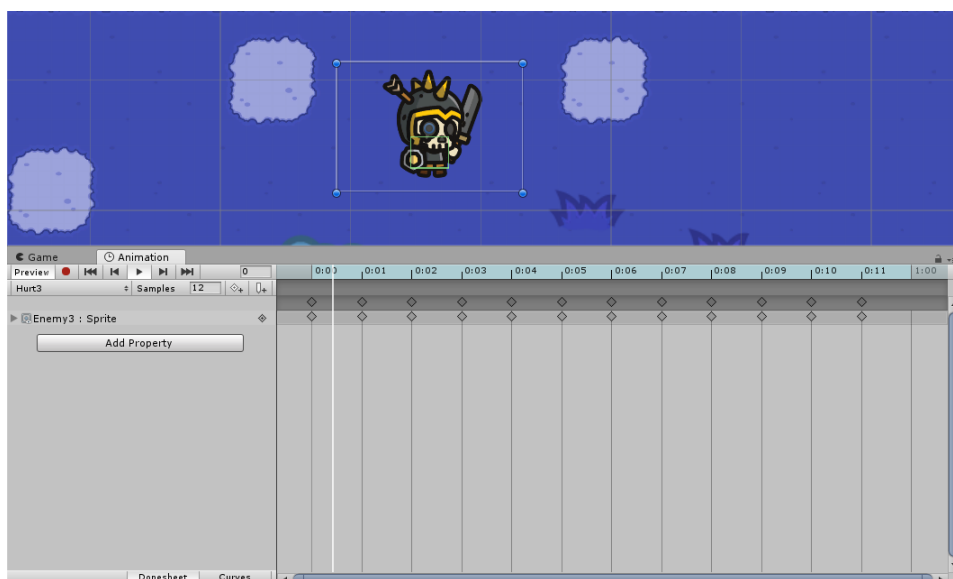 Game Animation
Preview 0 0:00 0:01 0:02 0:03 0:04 0:05 0:06 0:07 0:08 0:09 0:10 0:11 1:00
Hurt3 Samples 12
Enemy3 : Sprite
Add Property
Dopesheet Curves